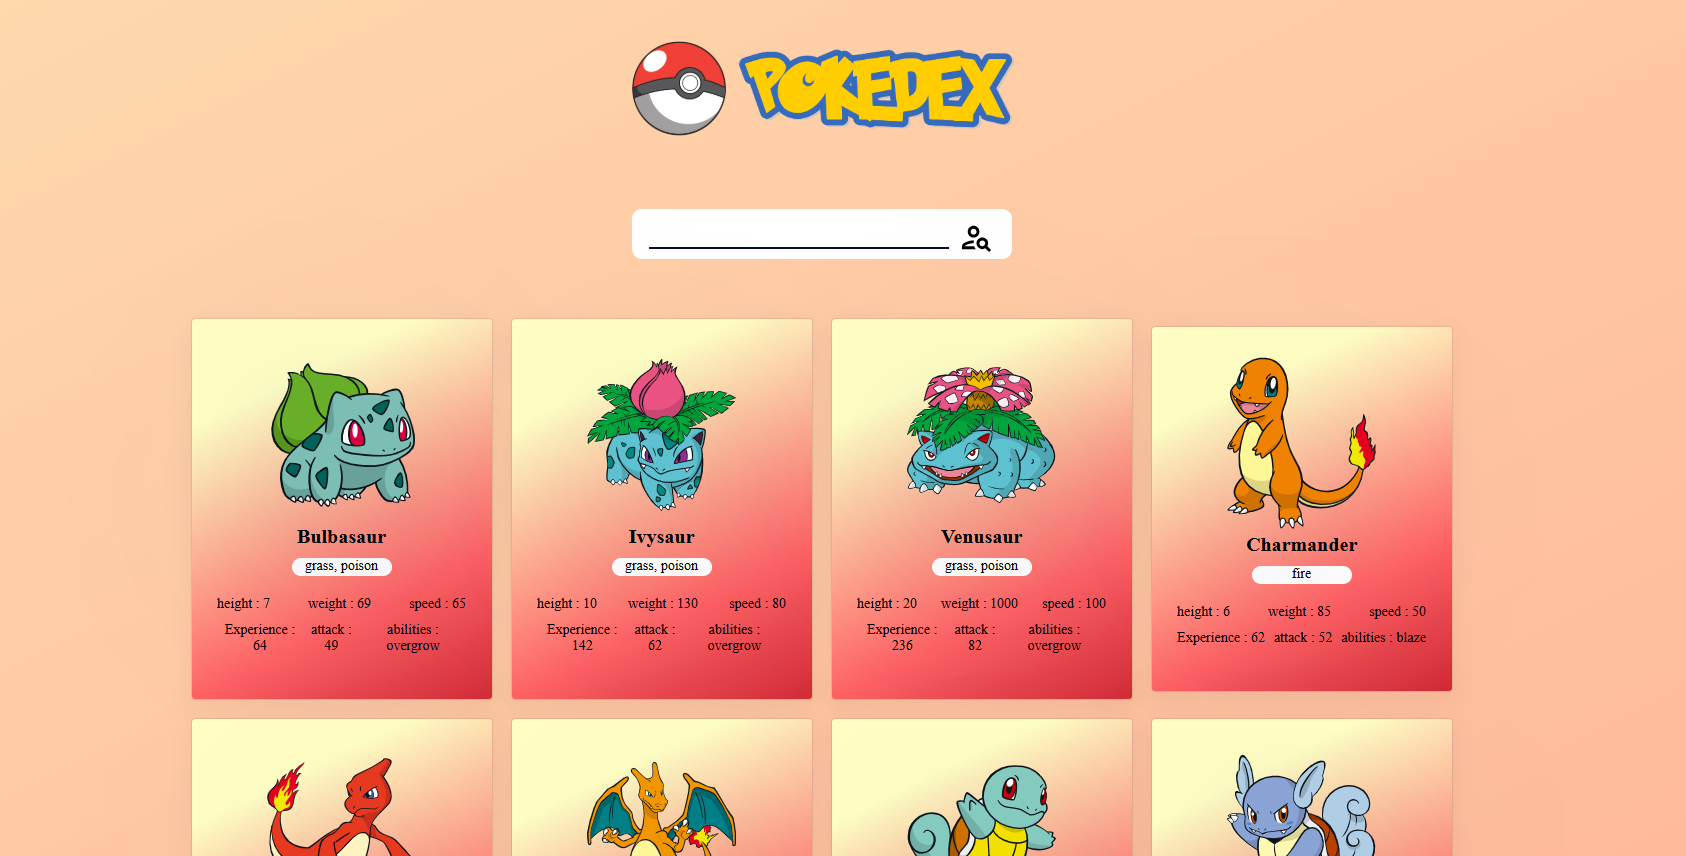 POKEDEX
Bulbasaur
grass, poison
height : 7 weight : 69 speed : 65
Experience : 64 attack : 49 abilities : overgrow
Ivysaur
grass, poison
height : 10 weight : 130 speed : 80
Experience : 142 attack : 62 abilities : overgrow
Venusaur
grass, poison
height : 20 weight : 1000 speed : 100
Experience : 236 attack : 82 abilities : overgrow
Charmander
fire
height : 6 weight : 85 speed : 50
Experience : 62 attack : 52 abilities : blaze